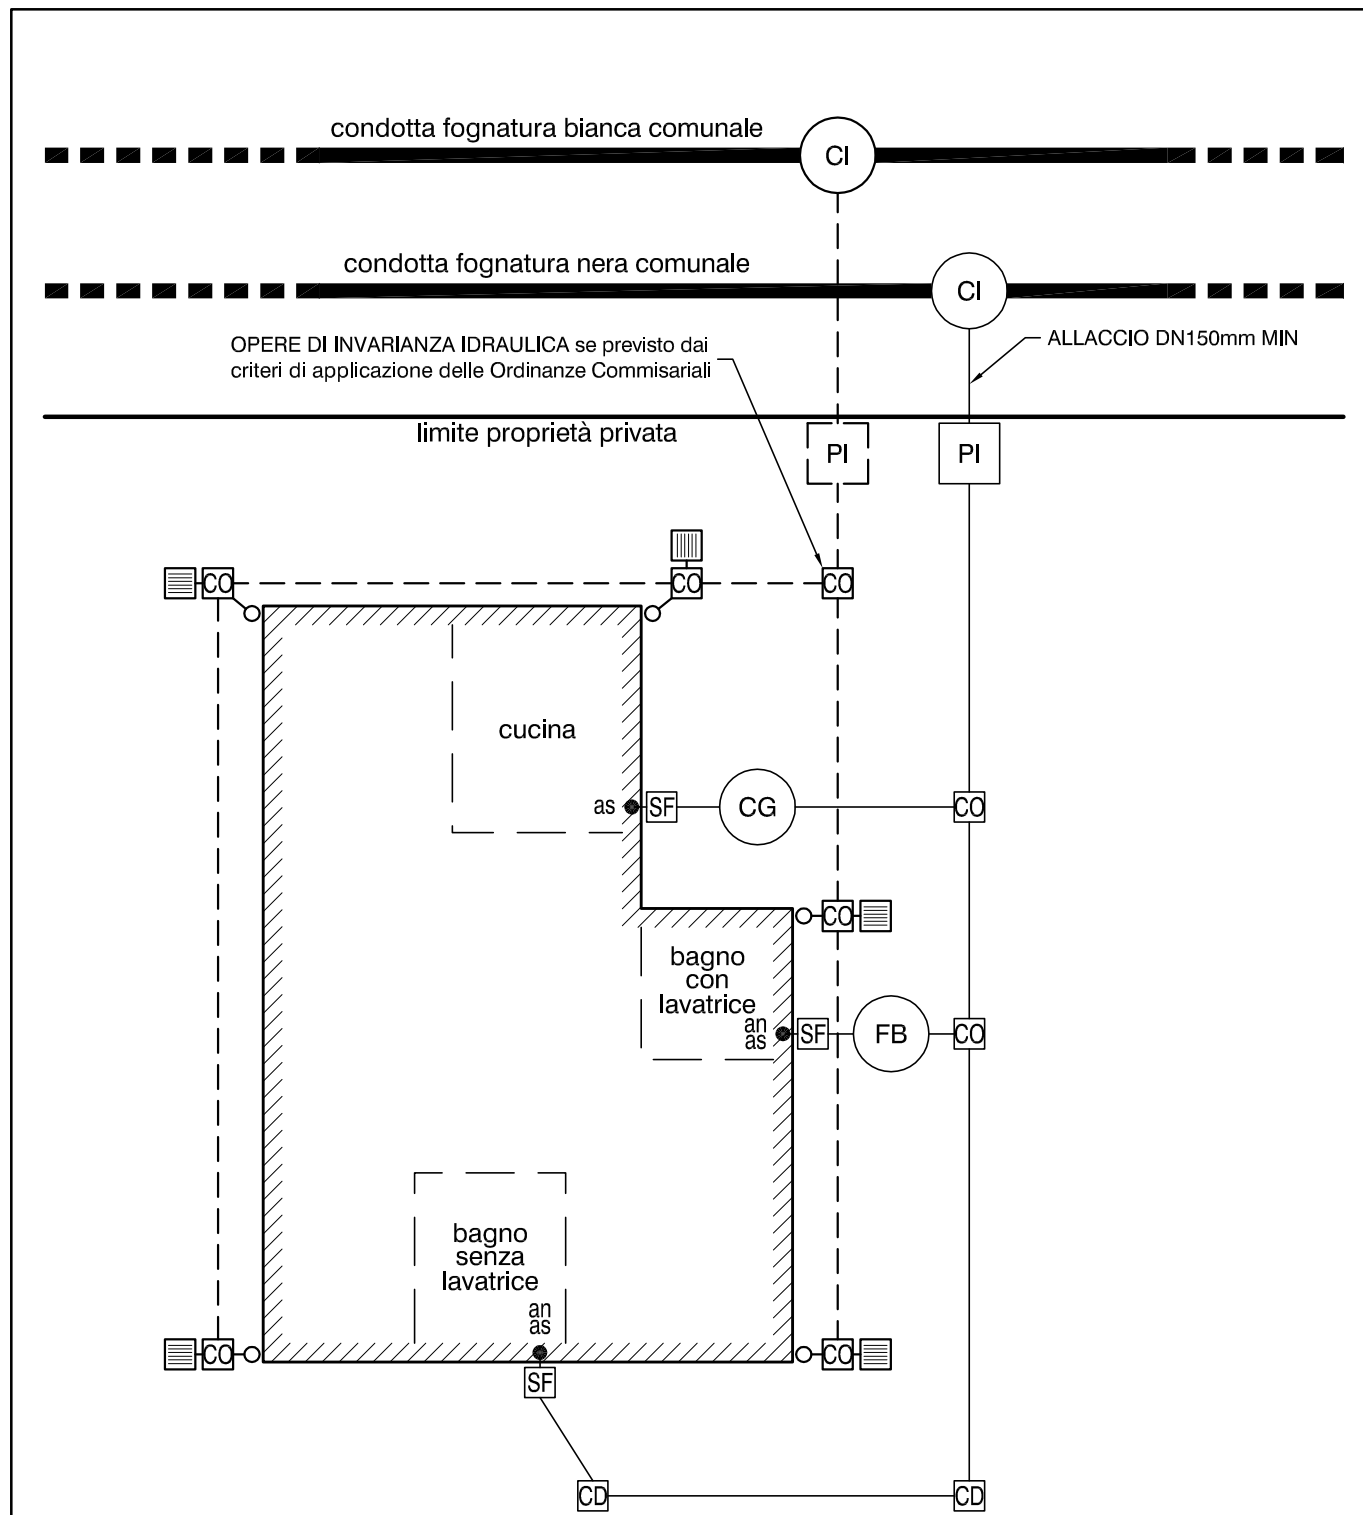 condotta fognatura bianca comunale
CI
condotta fognatura nera comunale
CI
OPERE DI INVARIANZA IDRAULICA se previsto dai
criteri di applicazione delle Ordinanze Commisariali
ALLACCIO DN150mm MIN
limite proprietà privata
PI
PI
CO
CO
CO
cucina
as
SF
CG
CO
CO
bagno
con
lavatrice
an
as
SF
FB
CO
bagno
senza
lavatrice
an
as
CO
CO
SF
CD
CD